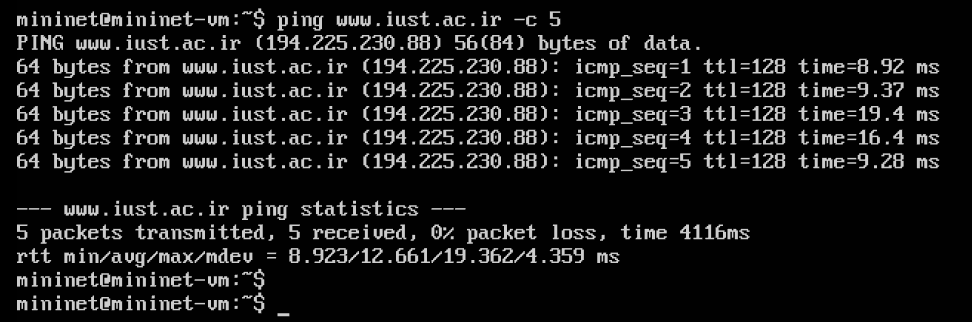 mininet@mininet-vm:~$ ping www.iust.ac.ir -c 5
PING www.iust.ac.ir (194.225.230.88) 56(84) bytes of data.
64 bytes from www.iust.ac.ir (194.225.230.88): icmp_seq=1 ttl=128 time=8.92 ms
64 bytes from www.iust.ac.ir (194.225.230.88): icmp_seq=2 ttl=128 time=9.37 ms
64 bytes from www.iust.ac.ir (194.225.230.88): icmp_seq=3 ttl=128 time=19.4 ms
64 bytes from www.iust.ac.ir (194.225.230.88): icmp_seq=4 ttl=128 time=16.4 ms
64 bytes from www.iust.ac.ir (194.225.230.88): icmp_seq=5 ttl=128 time=9.28 ms

--- www.iust.ac.ir ping statistics ---
5 packets transmitted, 5 received, 0% packet loss, time 4116ms
rtt min/avg/max/mdev = 8.923/12.661/19.362/4.359 ms
mininet@mininet-vm:~$
mininet@mininet-vm:~$ _